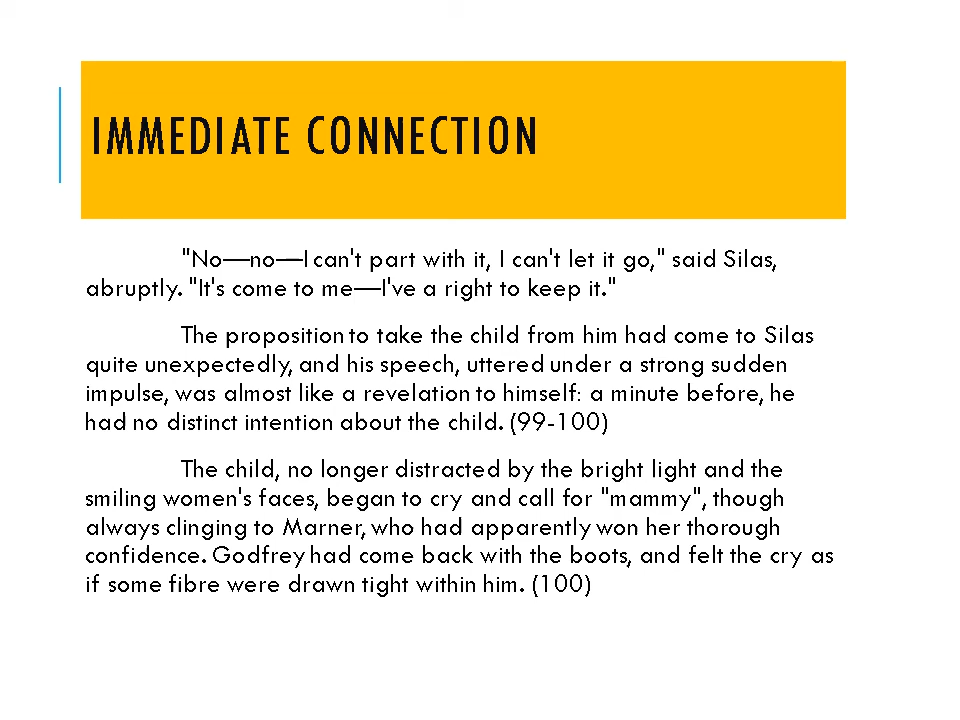 IMMEDIATE CONNECTION
"No—no—I can't part with it, I can't let it go," said Silas,
abruptly. "It's come to me—I've a right to keep it."
The proposition to take the child from him had come to Silas
quite unexpectedly, and his speech, uttered under a strong sudden
impulse, was almost like a revelation to himself: a minute before, he
had no distinct intention about the child. (99-100)
The child, no longer distracted by the bright light and the
smiling women's faces, began to cry and call for "mammy", though
always clinging to Marner, who had apparently won her thorough
confidence. Godfrey had come back with the boots, and felt the cry as
if some fibre were drawn tight within him. (100)